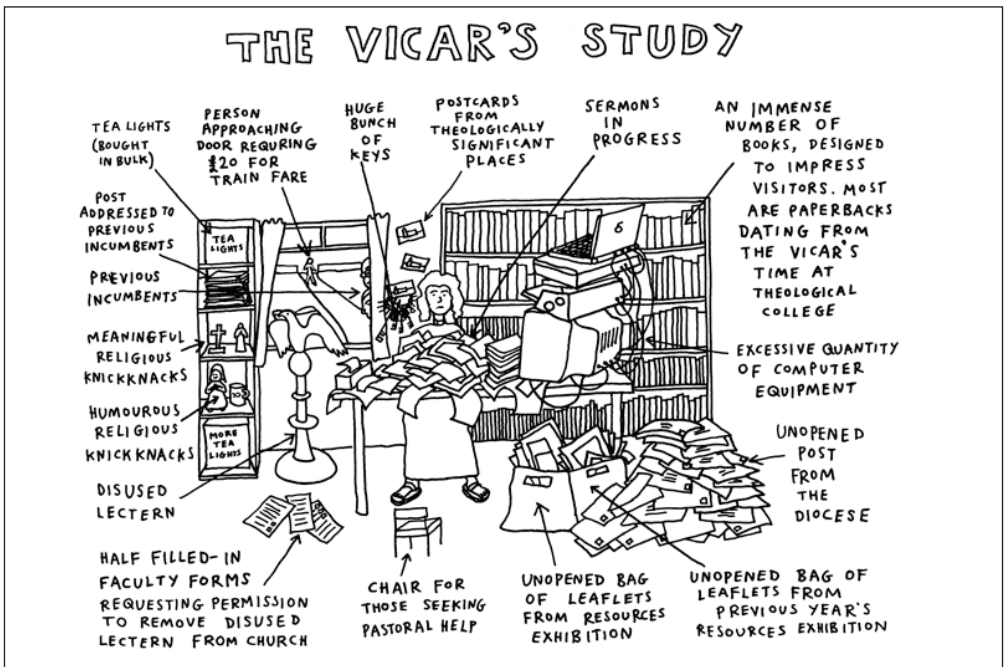 THE VICAR'S STUDY
TEA LIGHTS
(BOUGHT
IN BULK)
PERSON
APPROACHING
DOOR REQURING
£20 FOR
TRAIN FARE
HUGE
BUNCH
OF
KEYS
POSTCARDS
FROM
THEOLOGICALLY
SIGNIFICANT
PLACES
SERMONS
IN
PROGRESS
AN IMMENSE
NUMBER OF
BOOKS, DESIGNED
TO IMPRESS
VISITORS. MOST
ARE PAPERBACKS
DATING FROM
THE VICAR'S
TIME AT
THEOLOGICAL
COLLEGE
POST
ADDRESSED TO
PREVIOUS
INCUMBENTS
PREVIOUS
INCUMBENTS
MEANINGFUL
RELIGIOUS
KNICKKNACKS
HUMOUROUS
RELIGIOUS
KNICKKNACKS
TEA
LIGHTS
MORE
TEA
LIGHTS
EXCESSIVE QUANTITY
OF COMPUTER
EQUIPMENT
UNOPENED
POST
FROM
THE
DIOCESE
DISUSED
LECTERN
HALF FILLED-IN
FACULTY FORMS
REQUESTING PERMISSION
TO REMOVE DISUSED
LECTERN FROM CHURCH
CHAIR FOR
THOSE SEEKING
PASTORAL HELP
UNOPENED BAG
OF LEAFLETS
FROM RESOURCES
EXHIBITION
UNOPENED BAG OF
LEAFLETS FROM
PREVIOUS YEAR'S
RESOURCES EXHIBITION